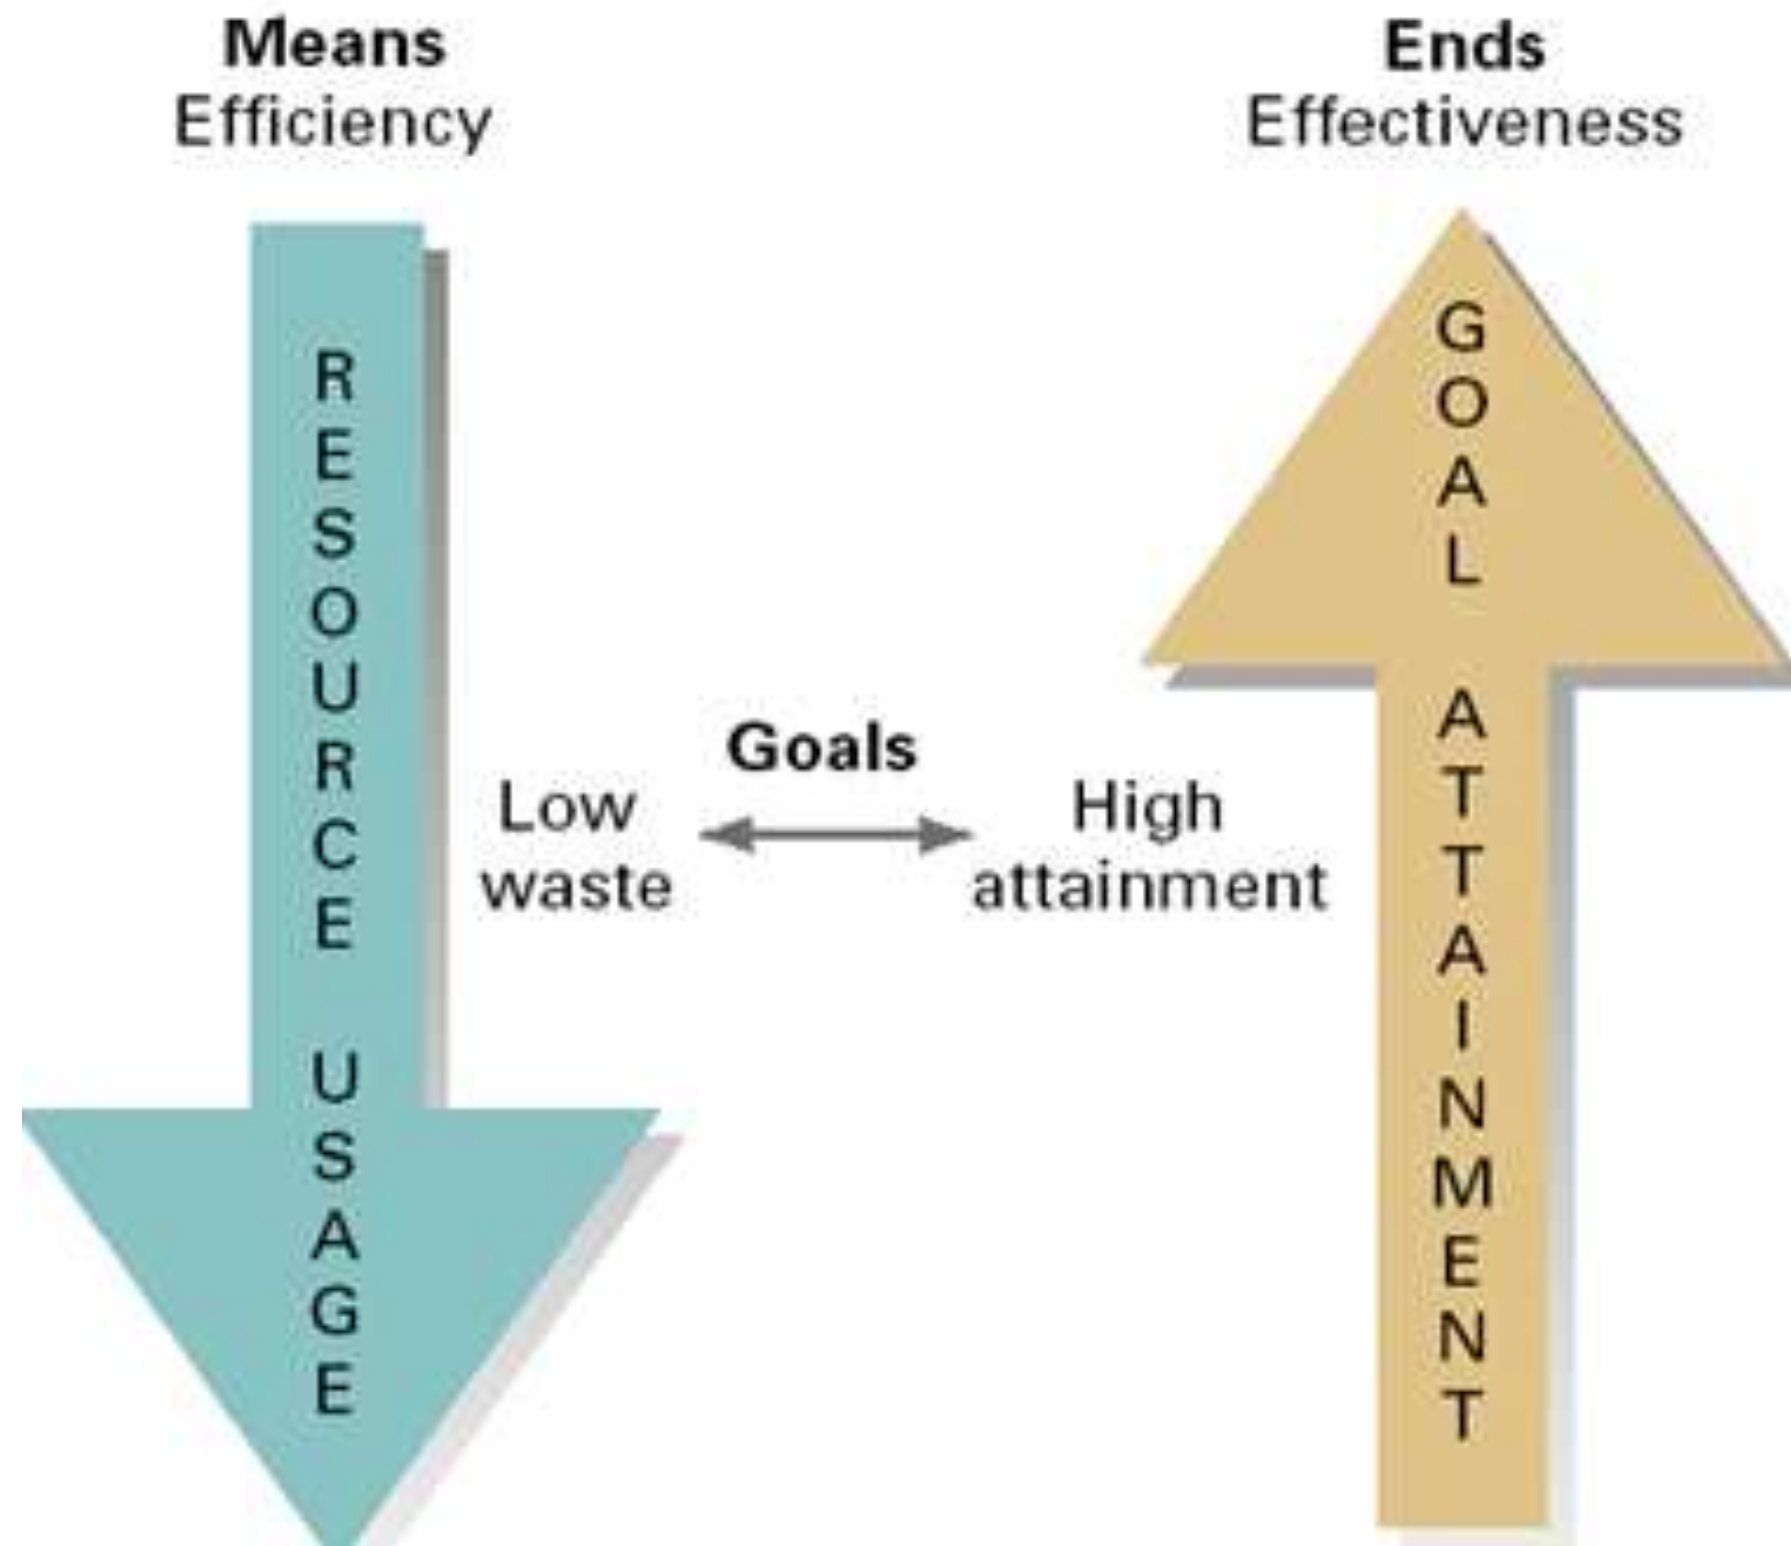 Means
Efficiency
RESOURCE USAGE
Goals
Low
waste
High
attainment
Ends
Effectiveness
GOAL ATTAINMENT